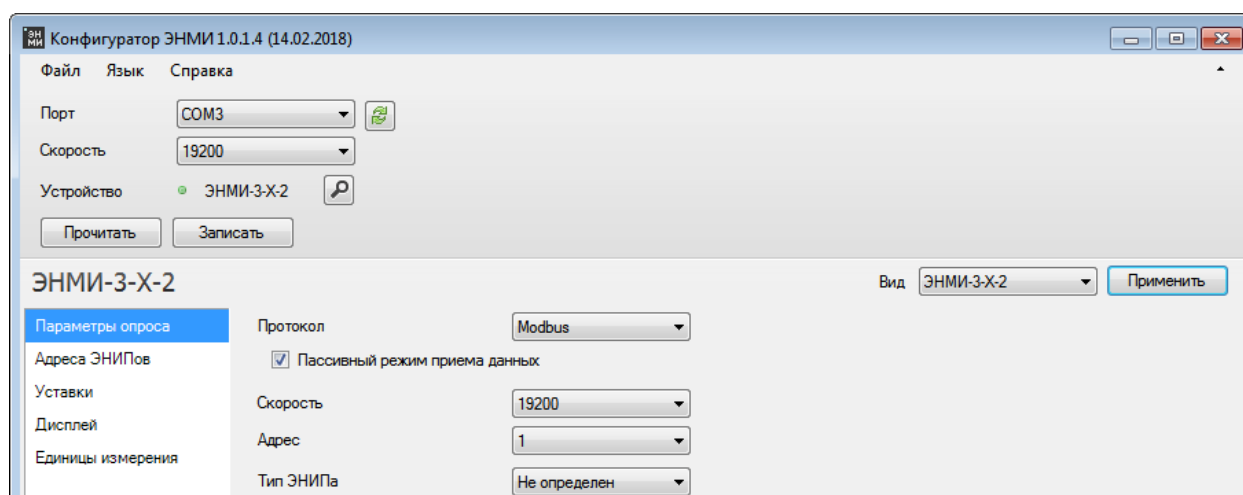 ЭН МИ Конфигуратор ЭНМИ 1.0.1.4 (14.02.2018)
Файл Язык Справка
Порт COM3
Скорость 19200
Устройство ЭНМИ-3-X-2
Прочитать Записать
ЭНМИ-3-X-2 Вид ЭНМИ-3-X-2 Применить
Параметры опроса Протокол Modbus
Адреса ЭНИПов Пассивный режим приема данных
Уставки Скорость 19200
Дисплей Адрес 1
Единицы измерения
Тип ЭНИПа Не определен